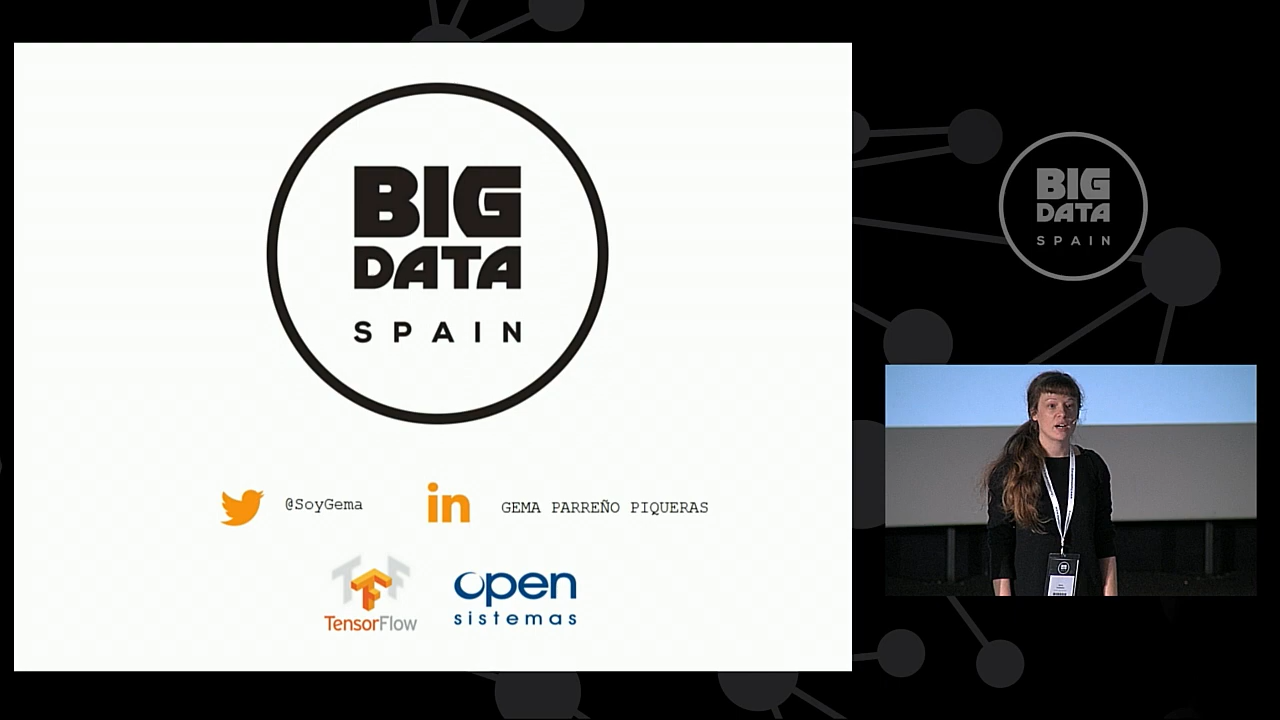 BIG
DATA
SPAIN
@SoyGema
in GEMA PARREÑO PIQUERAS
TensorFlow
open
sistemas
BIG
DATA
SPAIN